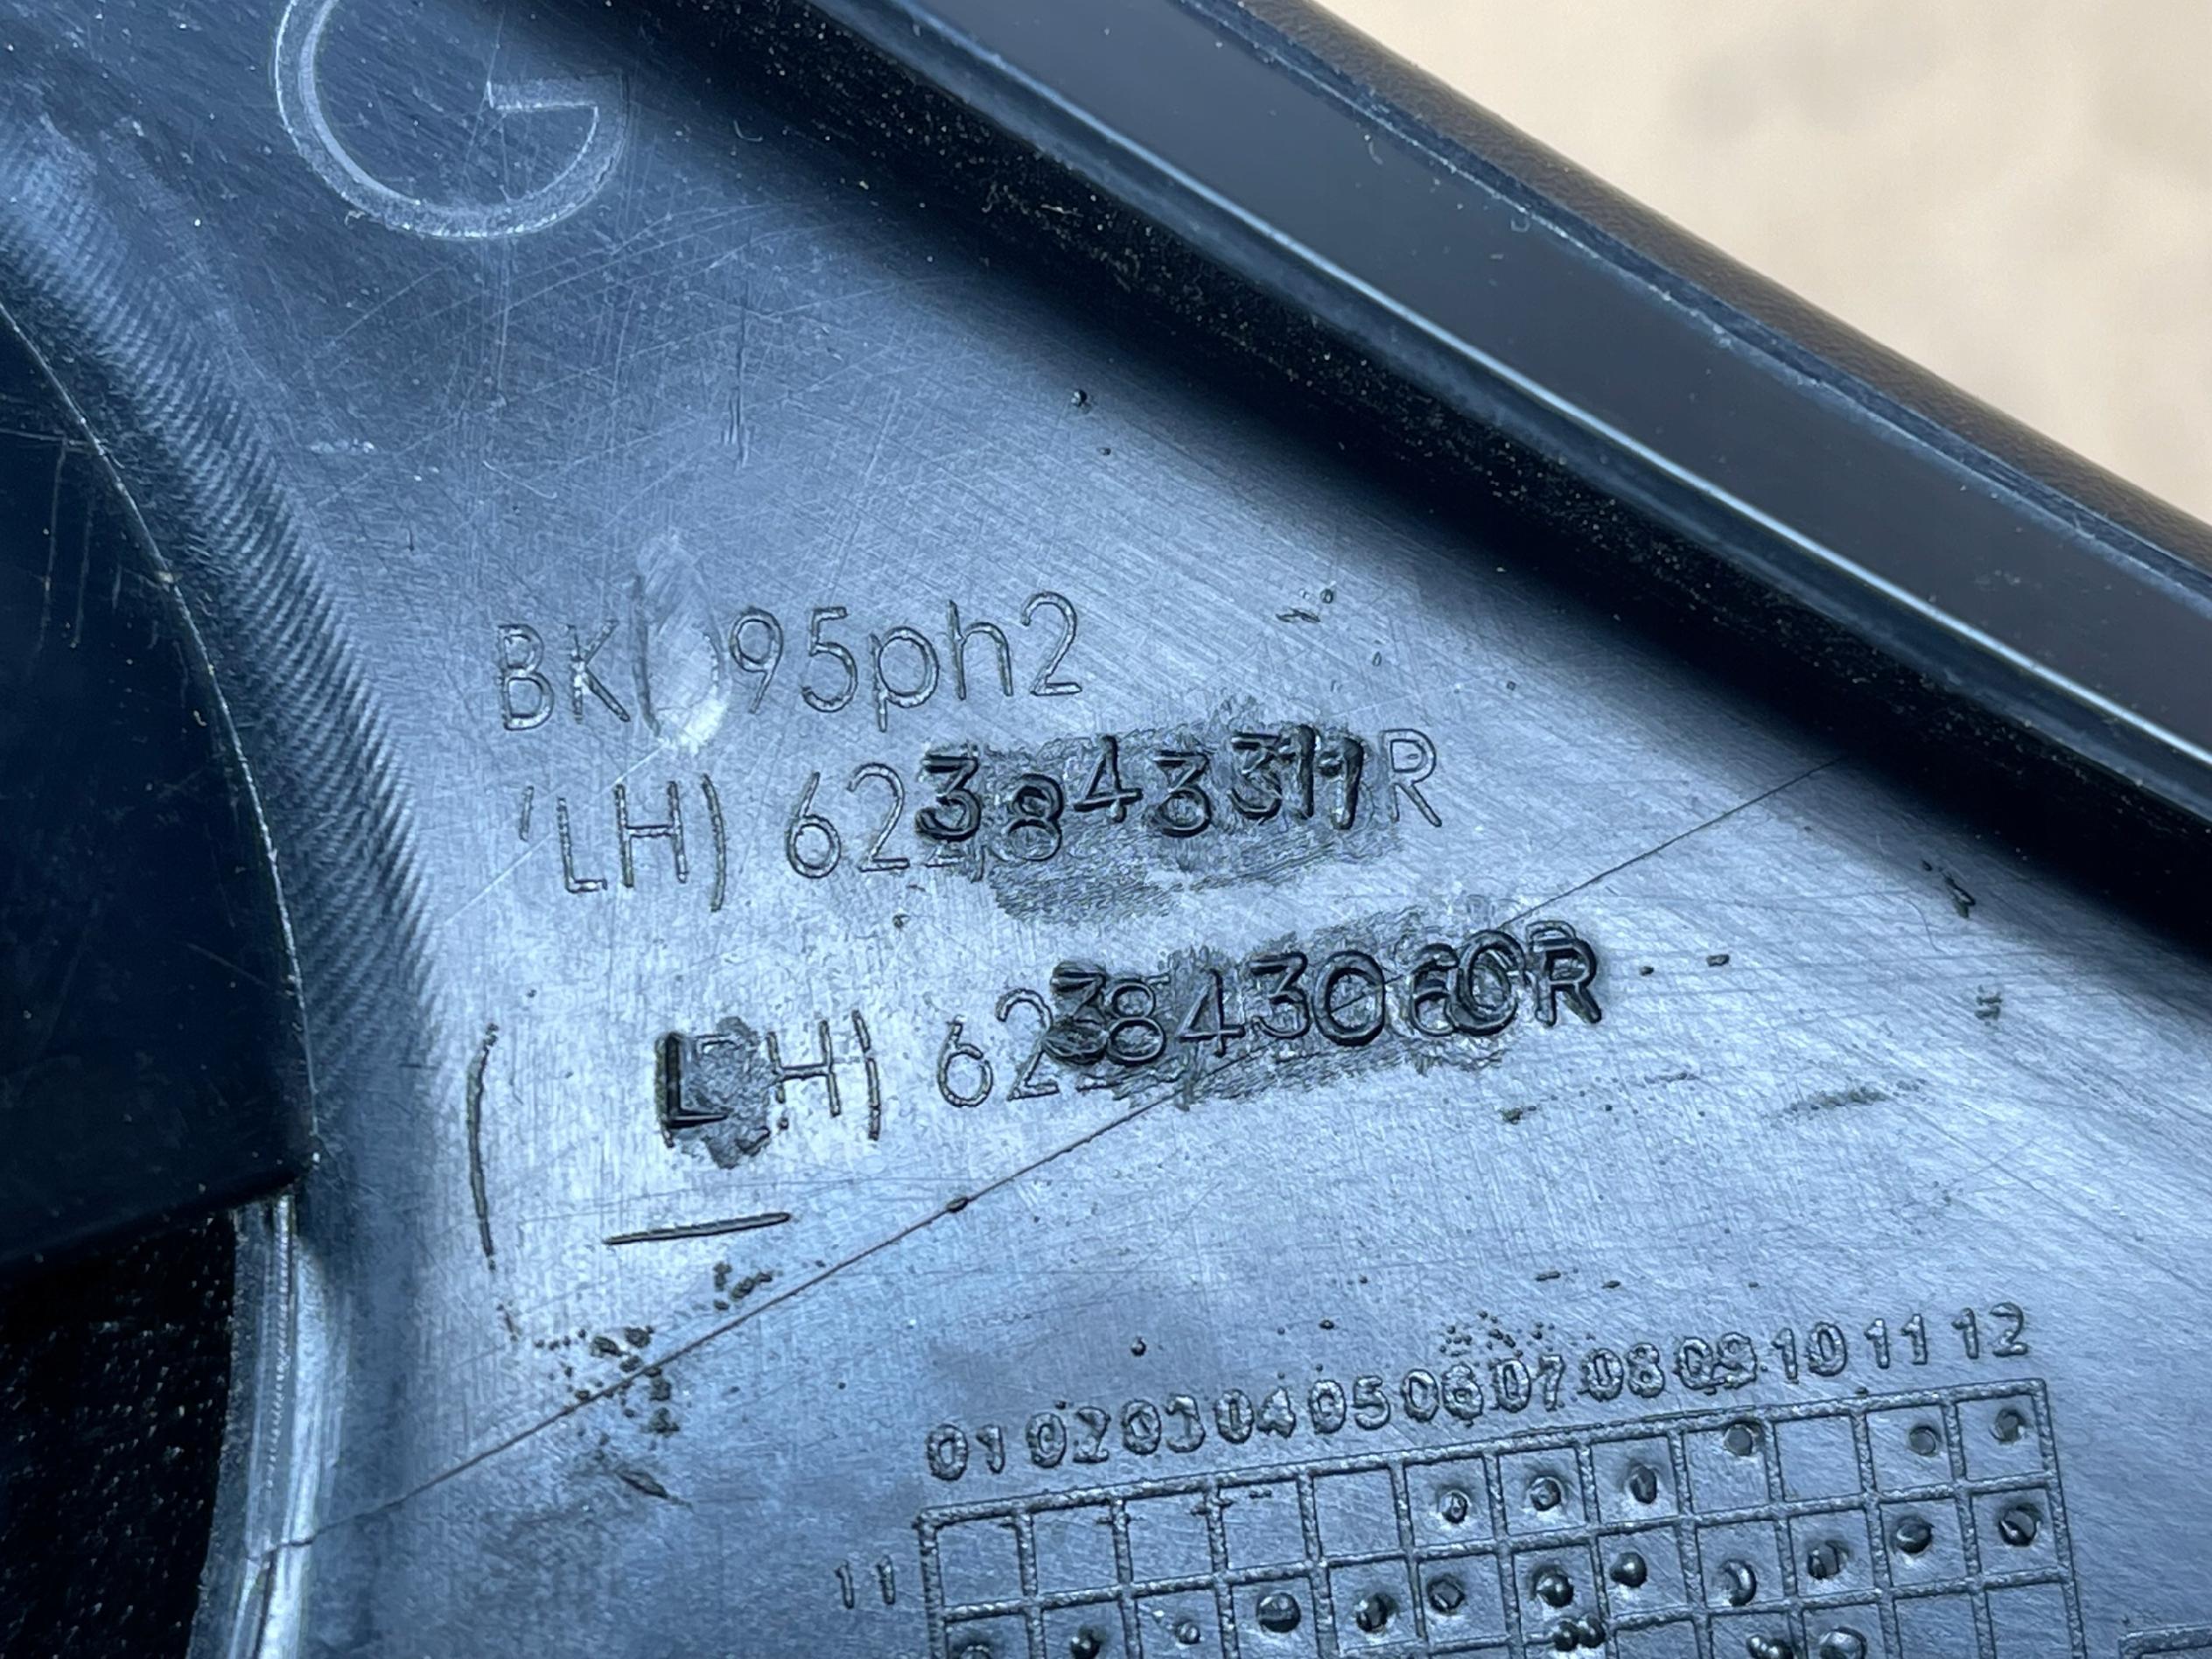 G
BK) 95ph2
(LH) 623843311R
(LH) 623843060R
01 02 03 04 05 06 07 08 09 10 11 12
11